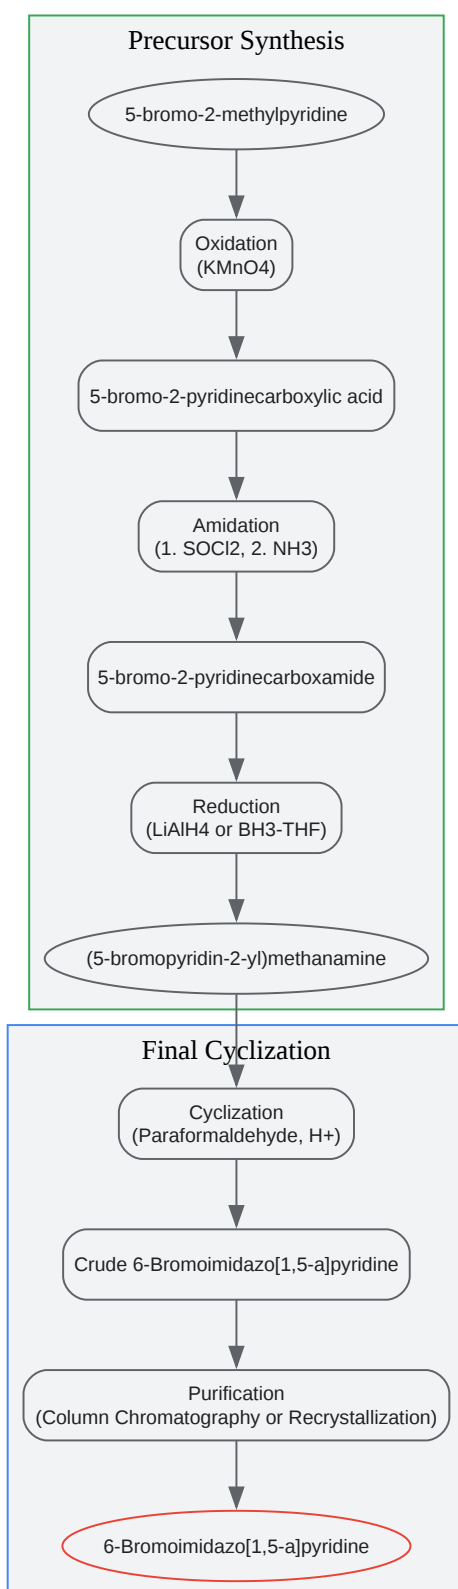 Precursor Synthesis
5-bromo-2-methylpyridine
Oxidation
(KMnO4)
5-bromo-2-pyridinecarboxylic acid
Amidation
(1. SOCl2, 2. NH3)
5-bromo-2-pyridinecarboxamide
Reduction
(LiAlH4 or BH3-THF)
(5-bromopyridin-2-yl)methanamine
Final Cyclization
Cyclization
(Paraformaldehyde, H+)
Crude 6-Bromoimidazo[1,5-a]pyridine
Purification
(Column Chromatography or Recrystallization)
6-Bromoimidazo[1,5-a]pyridine